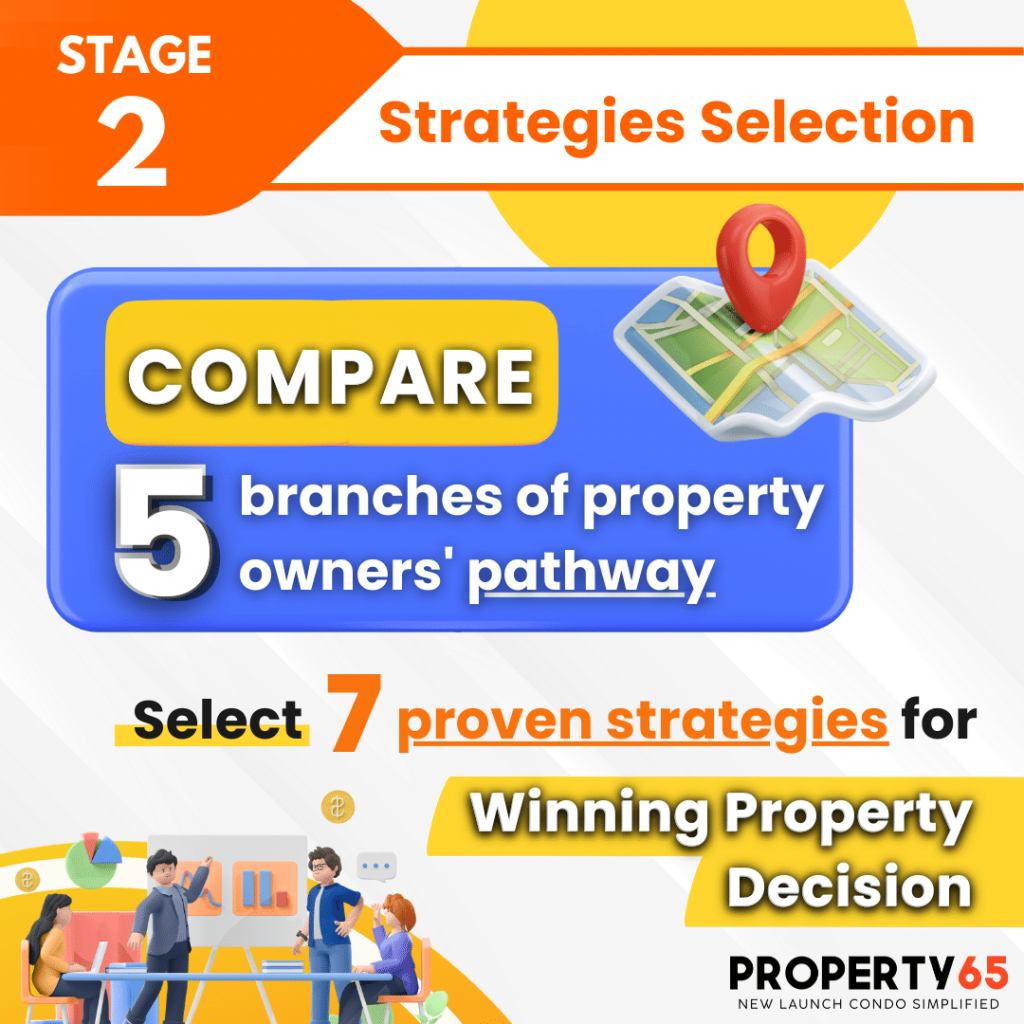 STAGE
2
Strategies Selection
COMPARE
5 branches of property
owners' pathway
Select 7 proven strategies for
Winning Property
Decision
PROPERTY65
NEW LAUNCH CONDO SIMPLIFIED